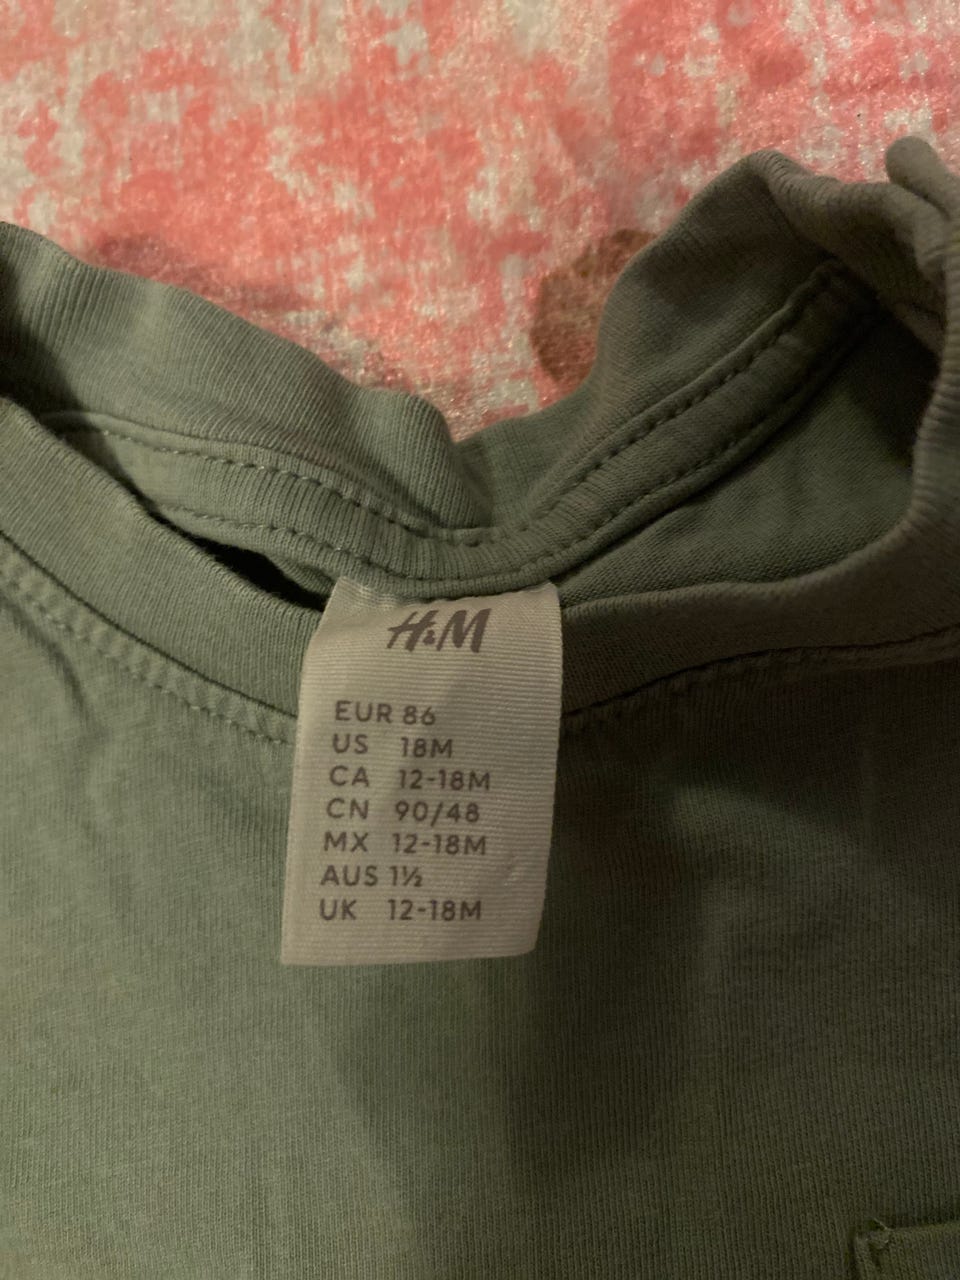 H&M
EUR 86
US 18M
CA 12-18M
CN 90/48
MX 12-18M
AUS 1½
UK 12-18M